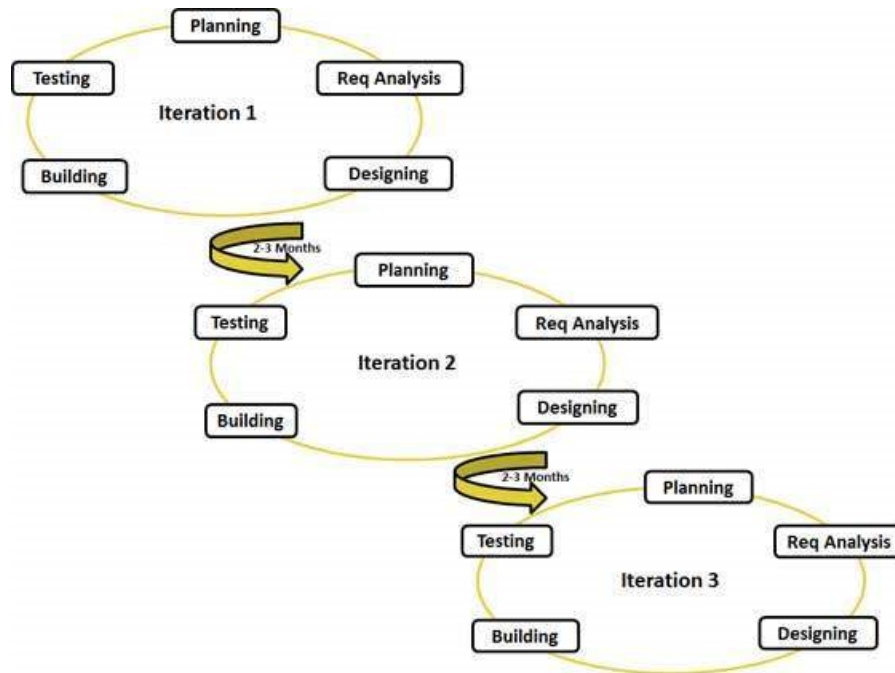 Planning
Testing
Req Analysis
Iteration 1
Building
Designing
2-3 Months
Planning
Testing
Req Analysis
Iteration 2
Building
Designing
2-3 Months
Planning
Testing
Req Analysis
Iteration 3
Building
Designing